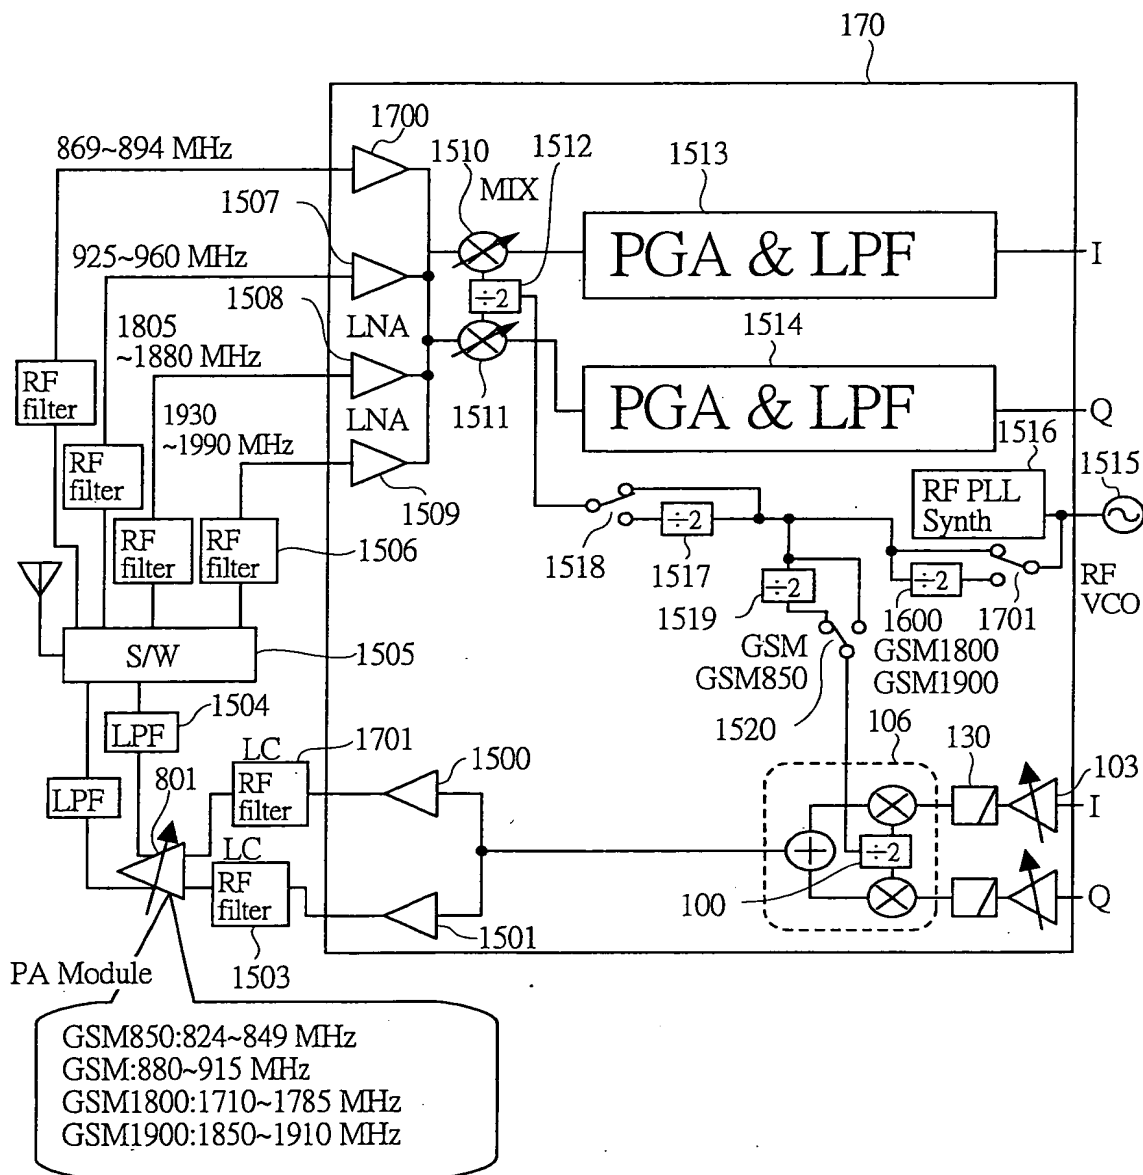 170
1700
869~894 MHz
1510
1512
1513
MIX
1507
PGA & LPF
I
925~960 MHz
÷2
1508
1805
~1880 MHz
LNA
1514
RF
filter
PGA & LPF
1930
~1990 MHz
LNA
1511
Q
1516
1515
RF
filter
1509
RF PLL
Synth
RF
filter
RF
filter
1506
÷2
1518
1517
÷2
÷2
1600
1701
RF
VCO
1519
GSM
GSM850
GSM1800
GSM1900
S/W
1505
1520
1504
LPF
LC
1701
1500
106
130
103
801
RF
filter
I
LPF
LC
÷2
RF
filter
100
1501
Q
1503
PA Module
GSM850:824~849 MHz
GSM:880~915 MHz
GSM1800:1710~1785 MHz
GSM1900:1850~1910 MHz